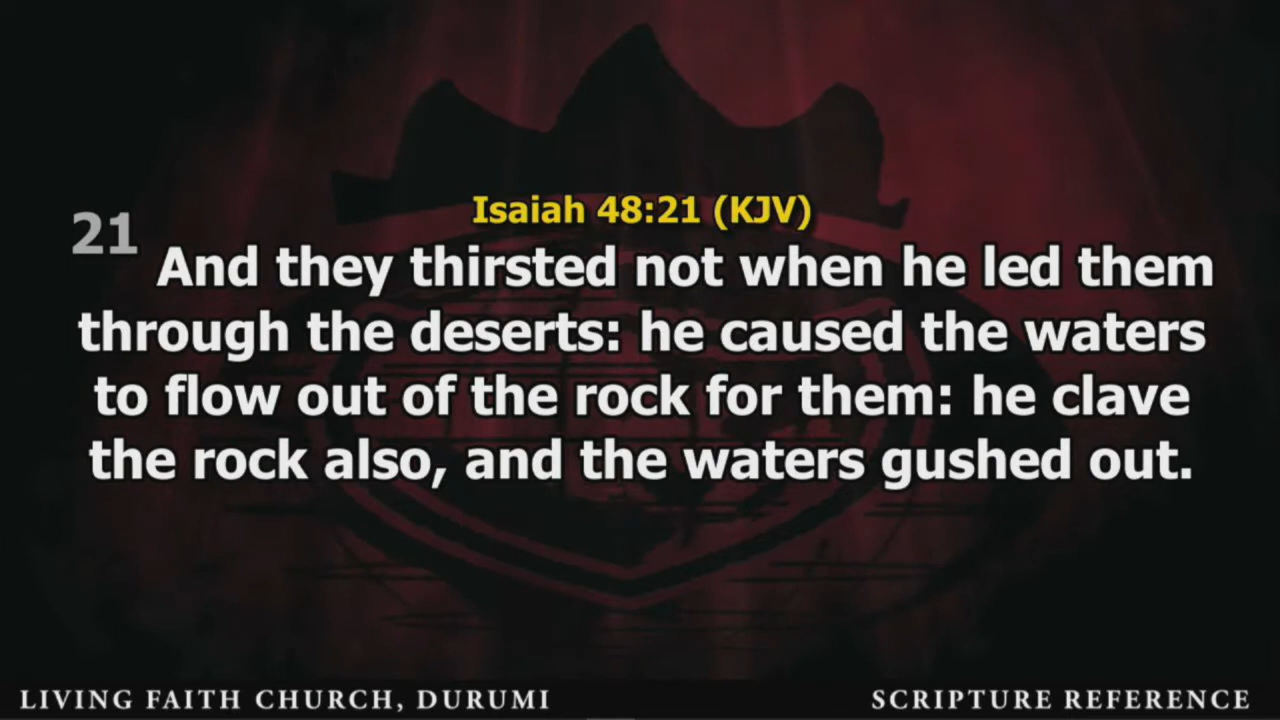 Isaiah 48:21 (KJV)
21 And they thirsted not when he led them
through the deserts: he caused the waters
to flow out of the rock for them: he clave
the rock also, and the waters gushed out.
LIVING FAITH CHURCH, DURUMI
SCRIPTURE REFERENCE